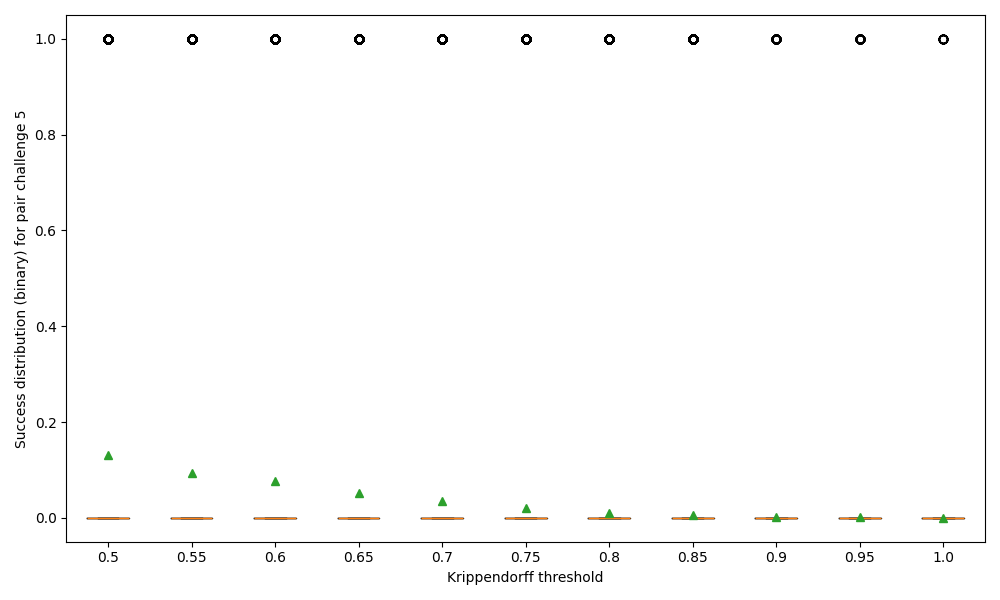 Success distribution (binary) for pair challenge 5
1.0
0.8
0.6
0.4
0.2
0.0
0.5 0.55 0.6 0.65 0.7 0.75 0.8 0.85 0.9 0.95 1.0
Krippendorff threshold